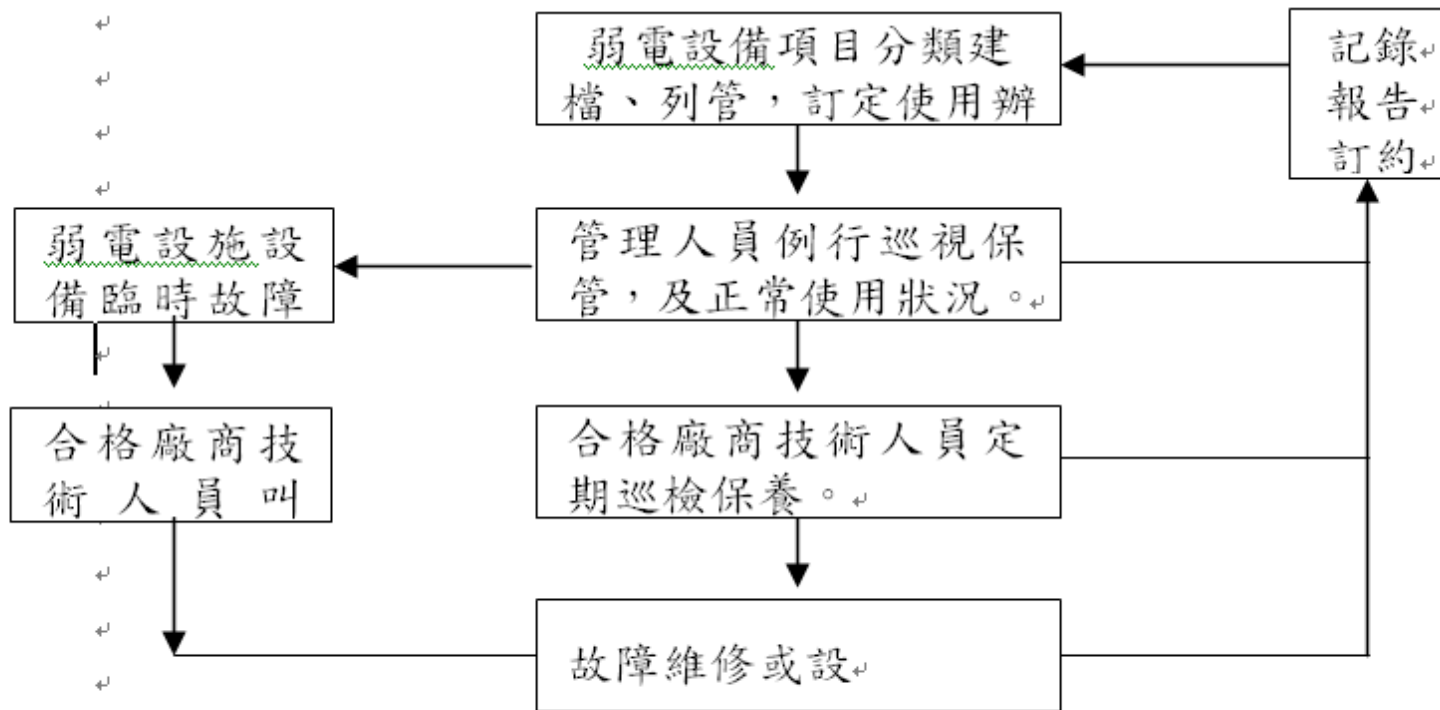 弱電設備項目分類建
檔、列管，訂定使用辦
記錄
報告
訂約
弱電設施設
備臨時故障
管理人員例行巡視保
管，及正常使用狀況。
合格廠商技
術人員叫
合格廠商技術人員定
期巡檢保養。
故障維修或設